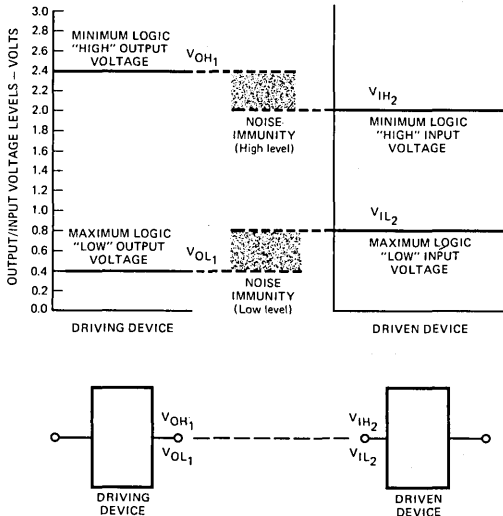 OUTPUT/INPUT VOLTAGE LEVELS – VOLTS
3.0
2.8
2.6
2.4
2.2
2.0
1.8
1.6
1.4
1.2
1.0
0.8
0.6
0.4
0.2
0.0
MINIMUM LOGIC
"HIGH" OUTPUT
VOLTAGE
VOH1
NOISE
IMMUNITY
(High level)
VIH2
MINIMUM LOGIC
"HIGH" INPUT
VOLTAGE
MAXIMUM LOGIC
"LOW" OUTPUT
VOLTAGE
VOL1
NOISE
IMMUNITY
(Low level)
VIL2
MAXIMUM LOGIC
"LOW" INPUT
VOLTAGE
DRIVING DEVICE
DRIVEN DEVICE
VOH1
VOL1
VIH2
VIL2
DRIVING
DEVICE
DRIVEN
DEVICE